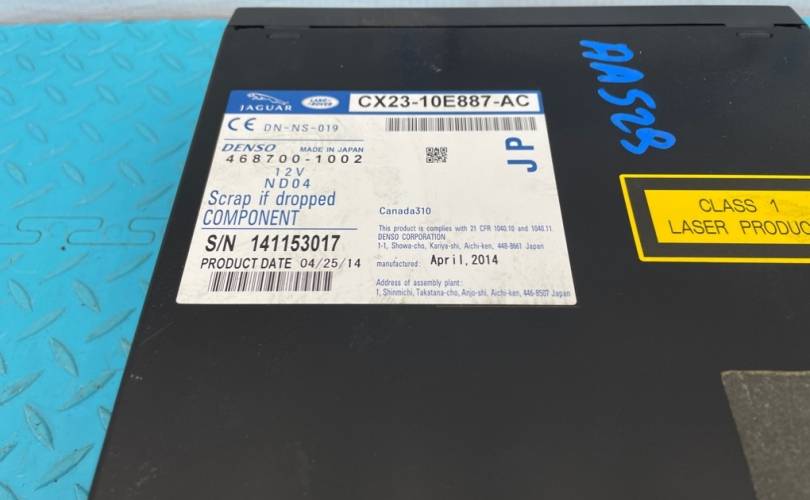 AA528
JAGUAR
LAND ROVER
CX23-10E887-AC
CE DN-NS-019
DENSO MADE IN JAPAN
468700-1002
12V
ND04
Scrap if dropped
COMPONENT
S/N 141153017
PRODUCT DATE 04/25/14
JP
Canada310
This product is complies with 21 CFR 1040.10 and 1040.11.
DENSO CORPORATION
1-1, Showa-cho, Kariya-shi, Aichi-ken, 448-8661 Japan
manufactured: April, 2014
Address of assembly plant:
1, Shinmichi, Takatana-cho, Anjo-shi, Aichi-ken, 446-8507 Japan
CLASS 1
LASER PRODUC